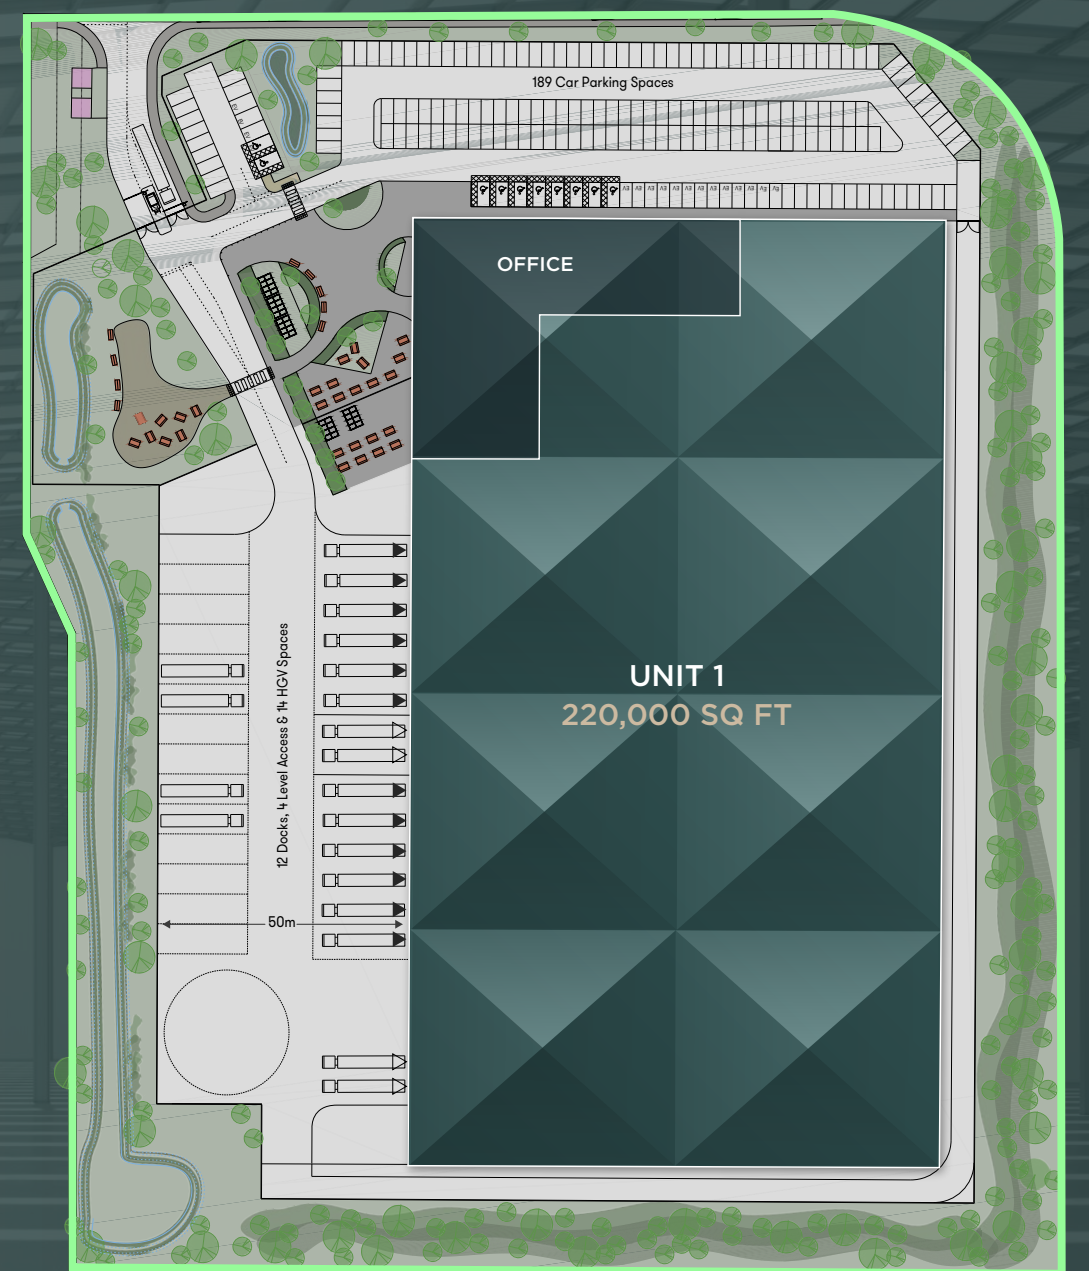 189 Car Parking Spaces
OFFICE
UNIT 1
220,000 SQ FT
12 Docks, 4 Level Access & 14 HGV Spaces
50m